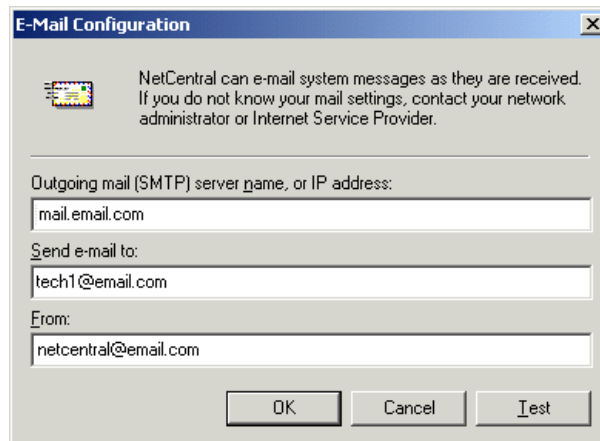 E-Mail Configuration
NetCentral can e-mail system messages as they are received.
If you do not know your mail settings, contact your network
administrator or Internet Service Provider.
Outgoing mail (SMTP) server name, or IP address:
mail.email.com
Send e-mail to:
tech1@email.com
From:
netcentral@email.com
OK
Cancel
Test